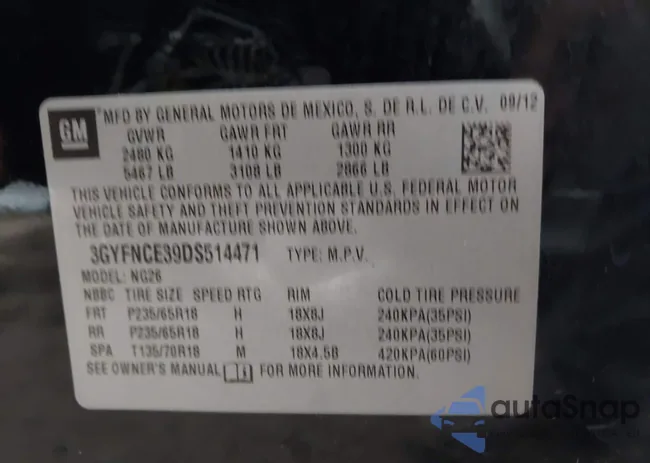 GM
MFD BY GENERAL MOTORS DE MEXICO, S. DE R.L. DE C.V. 09/12
GVWR GAWR FRT GAWR RR
2480 KG 1410 KG 1300 KG
5467 LB 3108 LB 2866 LB
THIS VEHICLE CONFORMS TO ALL APPLICABLE U.S. FEDERAL MOTOR
VEHICLE SAFETY AND THEFT PREVENTION STANDARDS IN EFFECT ON
THE DATE OF MANUFACTURE SHOWN ABOVE.
3GYFNCE39DS514471 TYPE: M.P.V.
MODEL: NG26
NBBC TIRE SIZE SPEED RTG RIM COLD TIRE PRESSURE
FRT P235/65R18 H 18X8J 240KPA(35PSI)
RR P235/65R18 H 18X8J 240KPA(35PSI)
SPA T135/70R18 M 18X4.5B 420KPA(60PSI)
SEE OWNER'S MANUAL FOR MORE INFORMATION.
autoSnap